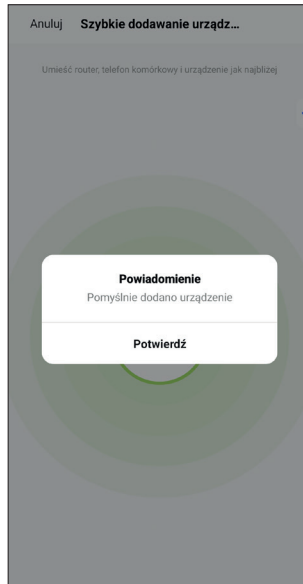 Anuluj Szybkie dodawanie urządz...
Umieść router, telefon komórkowy i urządzenie jak najbliżej
Powiadomienie
Pomyślnie dodano urządzenie
Potwierdź